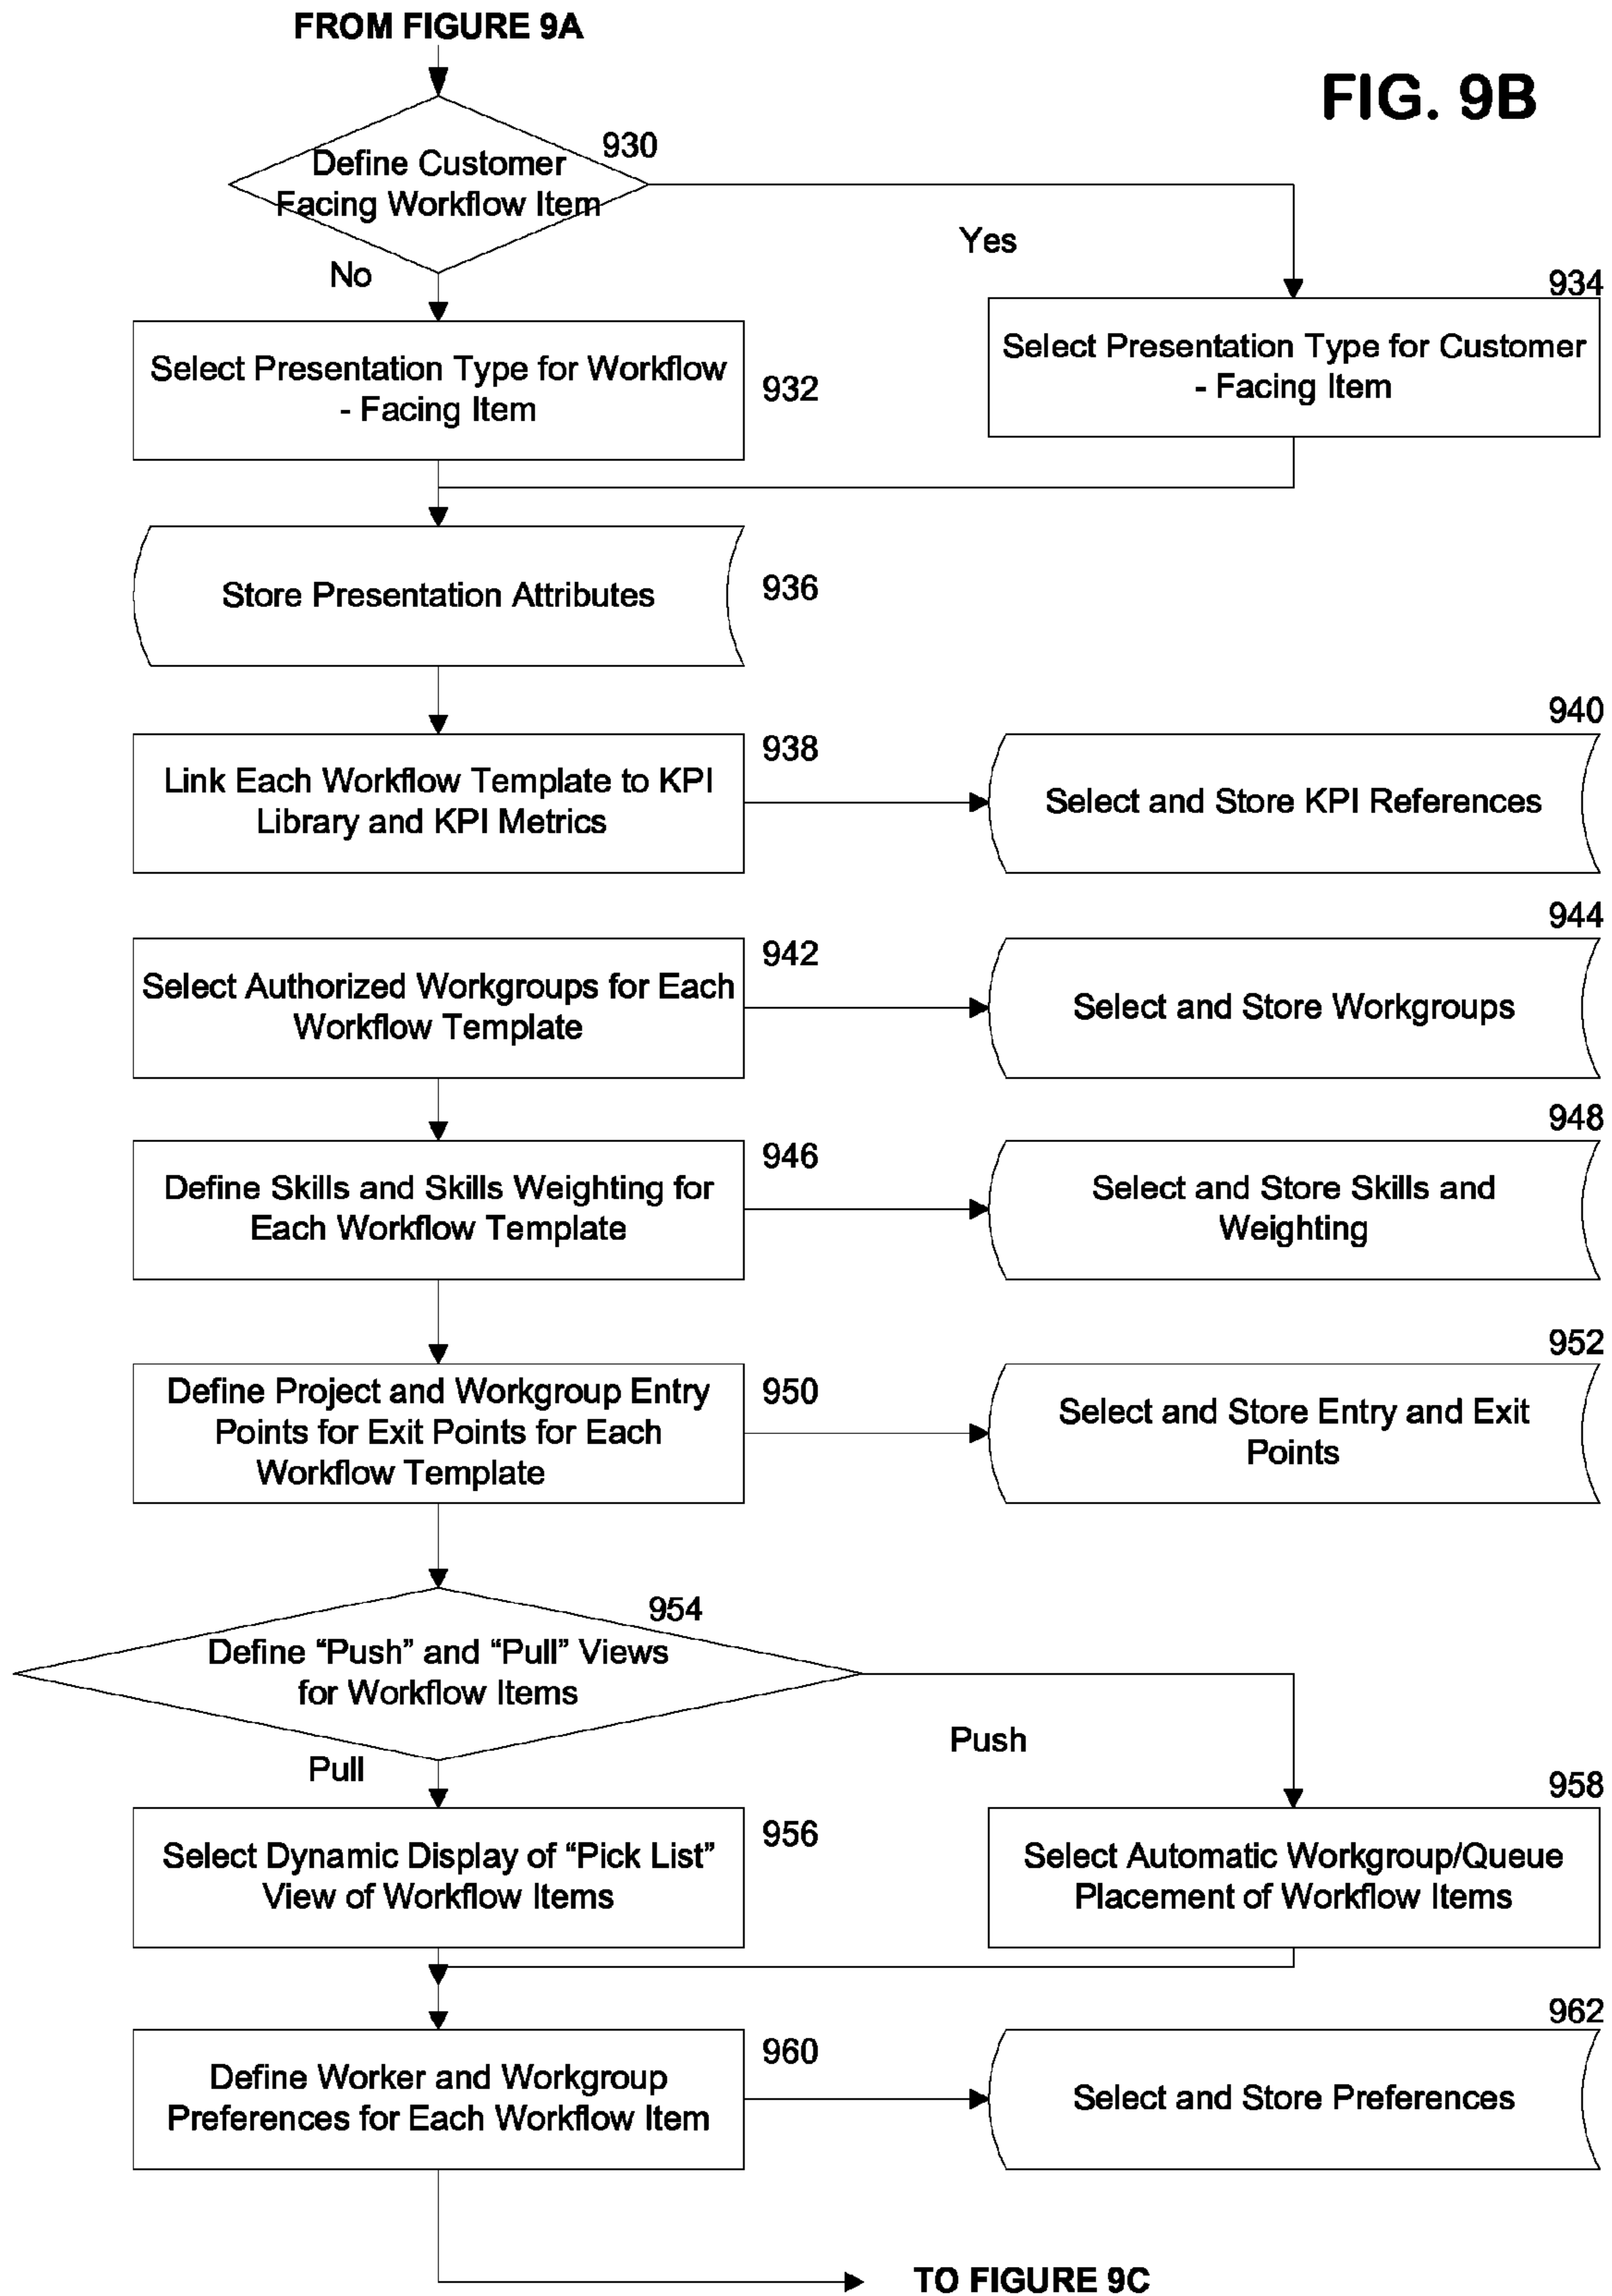 FROM FIGURE 9A
FIG. 9B
Define Customer
Facing Workflow Item
930
Yes
No
934
Select Presentation Type for Workflow
- Facing Item
932
Select Presentation Type for Customer
- Facing Item
Store Presentation Attributes
936
940
Link Each Workflow Template to KPI
Library and KPI Metrics
938
Select and Store KPI References
944
Select Authorized Workgroups for Each
Workflow Template
942
Select and Store Workgroups
948
Define Skills and Skills Weighting for
Each Workflow Template
946
Select and Store Skills and
Weighting
952
Define Project and Workgroup Entry
Points for Exit Points for Each
Workflow Template
950
Select and Store Entry and Exit
Points
954
Define “Push” and “Pull” Views
for Workflow Items
Push
Pull
958
Select Dynamic Display of “Pick List”
View of Workflow Items
956
Select Automatic Workgroup/Queue
Placement of Workflow Items
962
Define Worker and Workgroup
Preferences for Each Workflow Item
960
Select and Store Preferences
TO FIGURE 9C